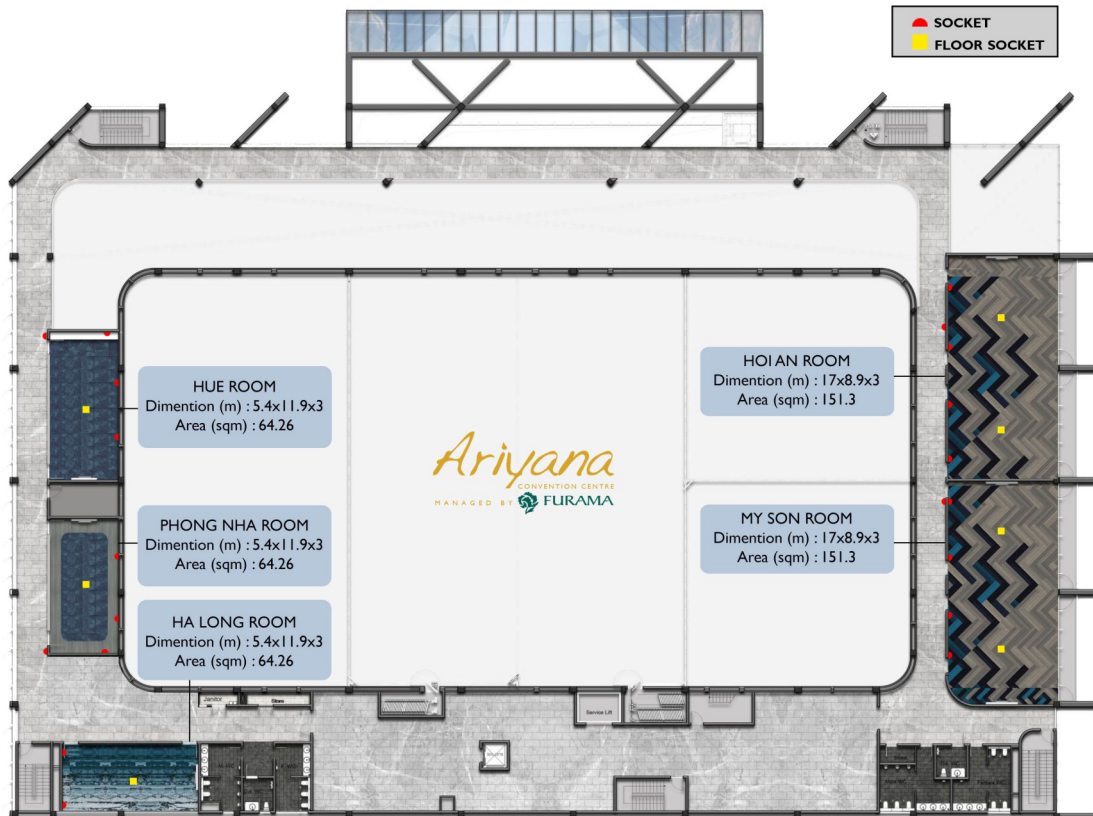 SOCKET
FLOOR SOCKET
HUE ROOM
Dimention (m) : 5.4x11.9x3
Area (sqm) : 64.26
HOI AN ROOM
Dimention (m) : 17x8.9x3
Area (sqm) : 151.3
Ariyana
CONVENTION CENTRE
MANAGED BY FURAMA
PHONG NHA ROOM
Dimention (m) : 5.4x11.9x3
Area (sqm) : 64.26
MY SON ROOM
Dimention (m) : 17x8.9x3
Area (sqm) : 151.3
HA LONG ROOM
Dimention (m) : 5.4x11.9x3
Area (sqm) : 64.26
Janitor
Store
Service Lift